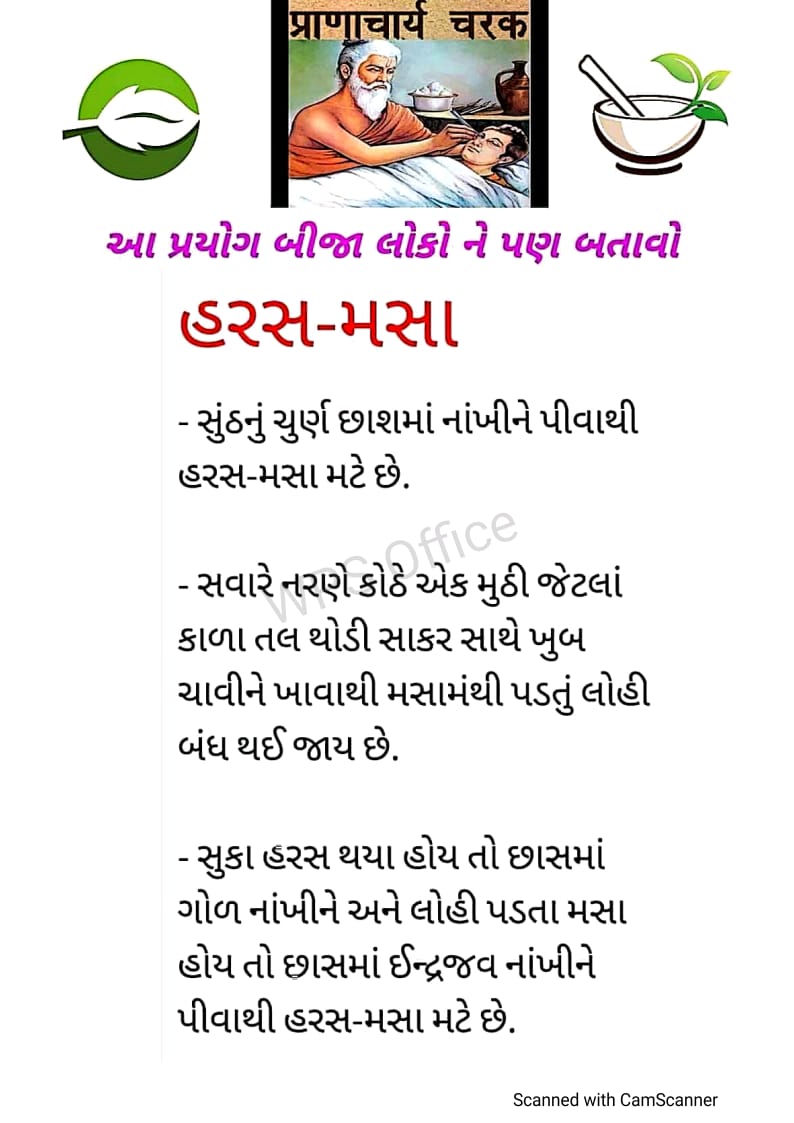 प्राणाचार्य चरक
આ પ્રયોગ બીજા લોકો ને પણ બતાવો
હરસ-મસા
- સુંઠનું ચુર્ણ છાશમાં નાંખીને પીવાથી
હરસ-મસા મટે છે.
WPS Office
- સવારે નરણે કોઠે એક મુઠી જેટલાં
કાળા તલ થોડી સાકર સાથે ખુબ
ચાવીને ખાવાથી મસામંથી પડતું લોહી
બંધ થઈ જાય છે.
- સુકા હરસ થયા હોય તો છાસમાં
ગોળ નાંખીને અને લોહી પડતા મસા
હોય તો છાસમાં ઈન્દ્રજવ નાંખીને
પીવાથી હરસ-મસા મટે છે.
Scanned with CamScanner